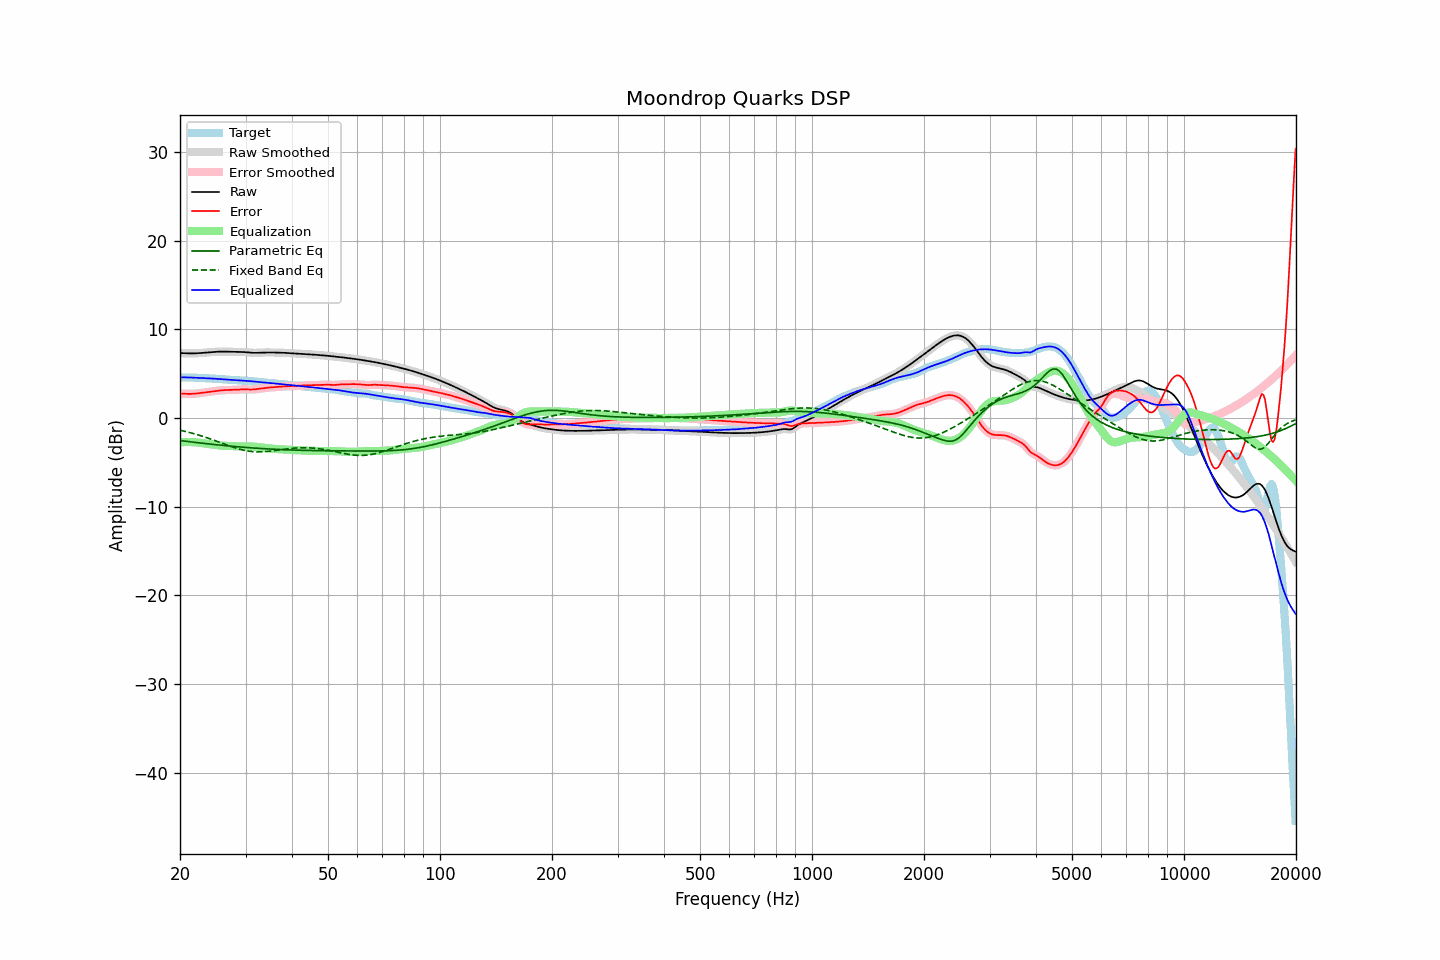 Moondrop Quarks DSP
Target
Raw Smoothed
Error Smoothed
Raw
Error
Equalization
Parametric Eq
Fixed Band Eq
Equalized
Amplitude (dBr)
30
20
10
0
−10
−20
−30
−40
20 50 100 200 500 1000 2000 5000 10000 20000
Frequency (Hz)